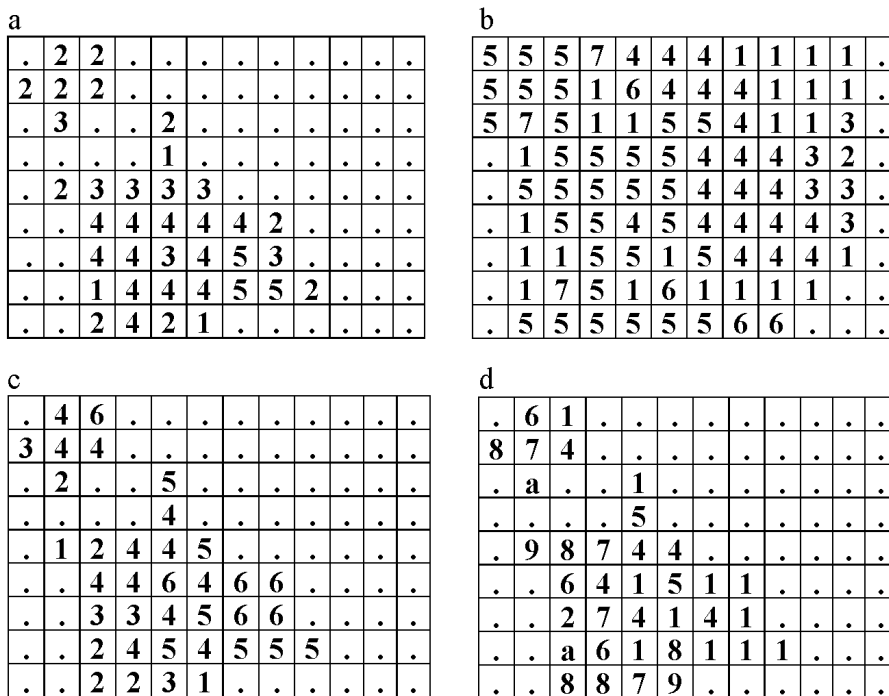 a
. 2 2 . . . . . . . . .
2 2 2 . . . . . . . . .
. 3 . . 2 . . . . . . .
. . . . 1 . . . . . . .
. 2 3 3 3 3 . . . . . .
. . 4 4 4 4 4 2 . . . .
. . 4 4 3 4 5 3 . . . .
. . 1 4 4 4 5 5 2 . . .
. . 2 4 2 1 . . . . . .
b
5 5 5 7 4 4 4 1 1 1 1 .
5 5 5 1 6 4 4 4 1 1 1 .
5 7 5 1 1 5 5 4 1 1 3 .
. 1 5 5 5 5 4 4 4 3 2 .
. 5 5 5 5 5 4 4 4 3 3 .
. 1 5 5 4 5 4 4 4 4 3 .
. 1 1 5 5 1 5 4 4 4 1 .
. 1 7 5 1 6 1 1 1 1 . .
. 5 5 5 5 5 5 6 6 . . .
c
. 4 6 . . . . . . . . .
3 4 4 . . . . . . . . .
. 2 . . 5 . . . . . . .
. . . . 4 . . . . . . .
. 1 2 4 4 5 . . . . . .
. . 4 4 6 4 6 6 . . . .
. . 3 3 4 5 6 6 . . . .
. . 2 4 5 4 5 5 5 . . .
. . 2 2 3 1 . . . . . .
d
. 6 1 . . . . . . . . .
8 7 4 . . . . . . . . .
. a . . 1 . . . . . . .
. . . . 5 . . . . . . .
. 9 8 7 4 4 . . . . . .
. . 6 4 1 5 1 1 . . . .
. . 2 7 4 1 4 1 . . . .
. . a 6 1 8 1 1 1 . . .
. . 8 8 7 9 . . . . . .